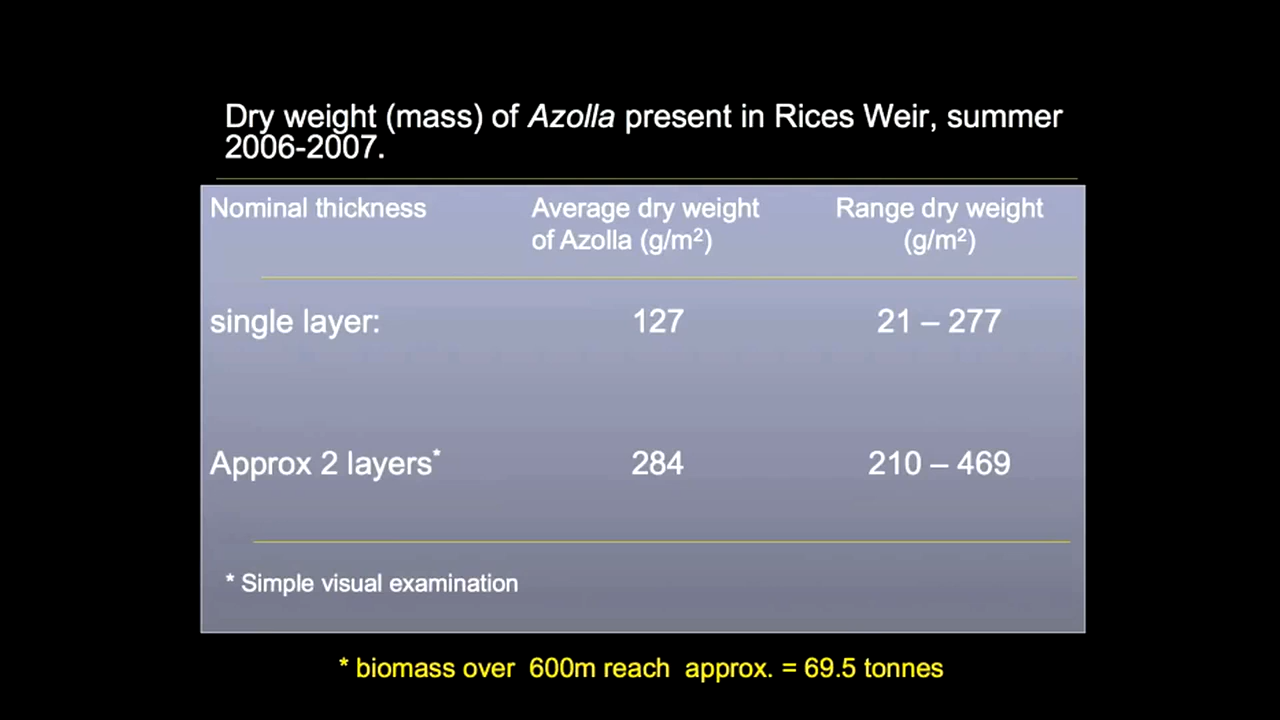 Dry weight (mass) of Azolla present in Rices Weir, summer
2006-2007.
Nominal thickness Average dry weight Range dry weight
of Azolla (g/m²) (g/m²)
single layer: 127 21 – 277
Approx 2 layers* 284 210 – 469
* Simple visual examination
* biomass over 600m reach approx. = 69.5 tonnes